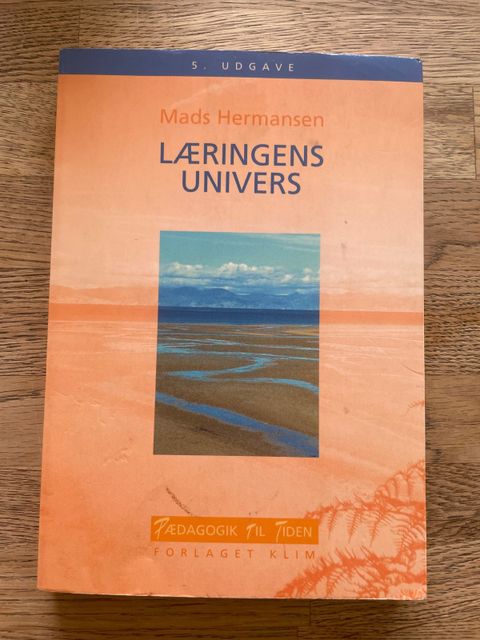 5. UDGAVE
Mads Hermansen
LÆRINGENS
UNIVERS
PÆDAGOGIK TIL TIDEN
FORLAGET KLIM